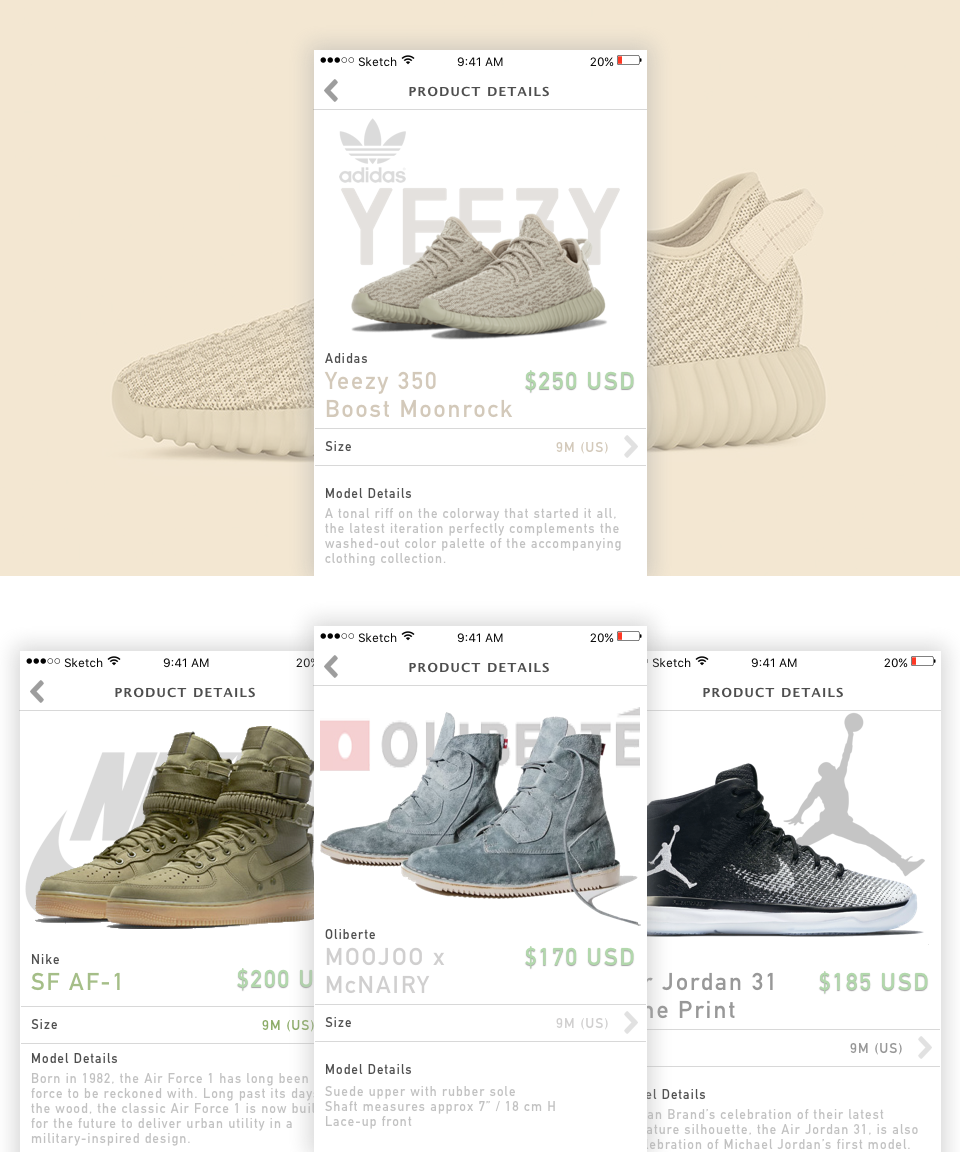 Sketch 9:41 AM 20%
PRODUCT DETAILS
adidas
YEEZY
Adidas
Yeezy 350
Boost Moonrock
$250 USD
Size 9M (US)
Model Details
A tonal riff on the colorway that started it all,
the latest iteration perfectly complements the
washed-out color palette of the accompanying
clothing collection.
Sketch 9:41 AM 20
PRODUCT DETAILS
Nike
SF AF-1
$200 U
Size 9M (US)
Model Details
Born in 1982, the Air Force 1 has long been
force to be reckoned with. Long past its day
the wood, the classic Air Force 1 is now buil
for the future to deliver urban utility in a
military-inspired design.
Sketch 9:41 AM 20%
PRODUCT DETAILS
OLIBERTÉ
Oliberte
MOOJOO x
McNAIRY
$170 USD
Size 9M (US)
Model Details
Suede upper with rubber sole
Shaft measures approx 7" / 18 cm H
Lace-up front
Sketch 9:41 AM 20%
PRODUCT DETAILS
r Jordan 31
ne Print
$185 USD
9M (US)
el Details
an Brand's celebration of their latest
ature silhouette, the Air Jordan 31, is also
lebration of Michael Jordan's first model.